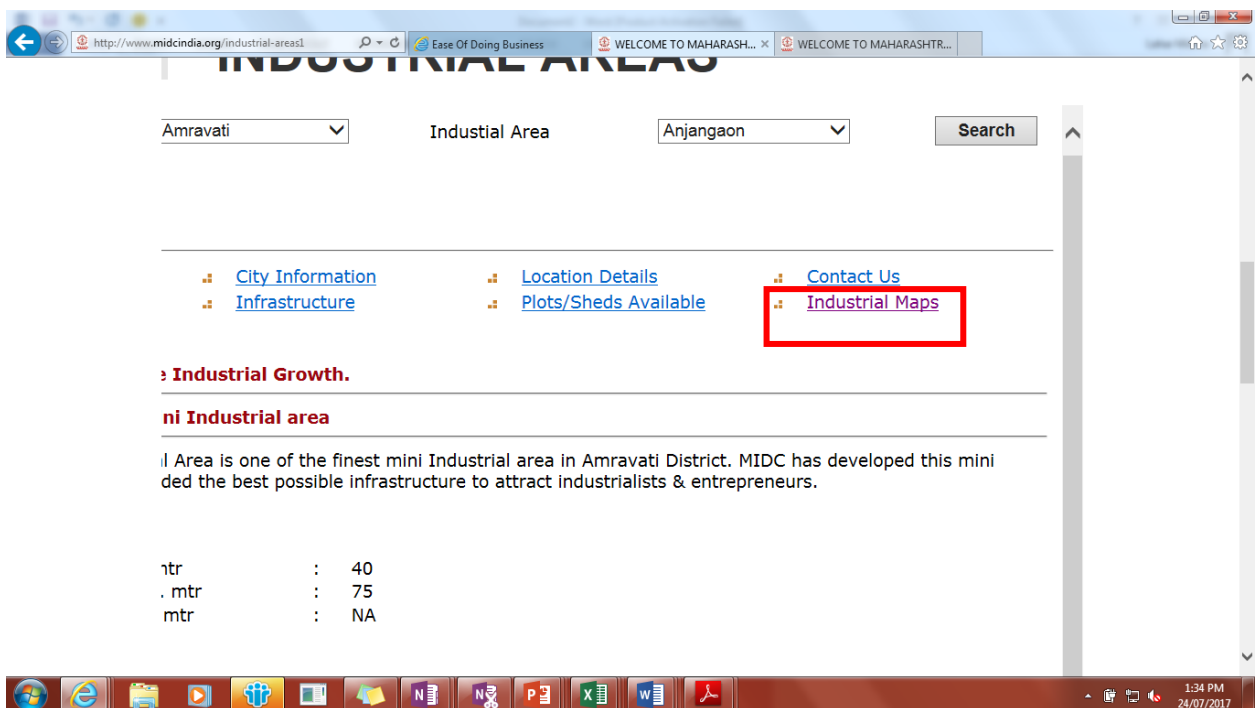 http://www.midcindia.org/industrial-areas1
Ease Of Doing Business
WELCOME TO MAHARASH...
WELCOME TO MAHARASHTR...
INDUSTRIAL AREAS
Amravati
Industial Area
Anjangaon
Search
City Information
Location Details
Contact Us
Infrastructure
Plots/Sheds Available
Industrial Maps
e Industrial Growth.
ni Industrial area
l Area is one of the finest mini Industrial area in Amravati District. MIDC has developed this mini
ded the best possible infrastructure to attract industrialists & entrepreneurs.
mtr : 40
. mtr : 75
mtr : NA
1:34 PM
24/07/2017